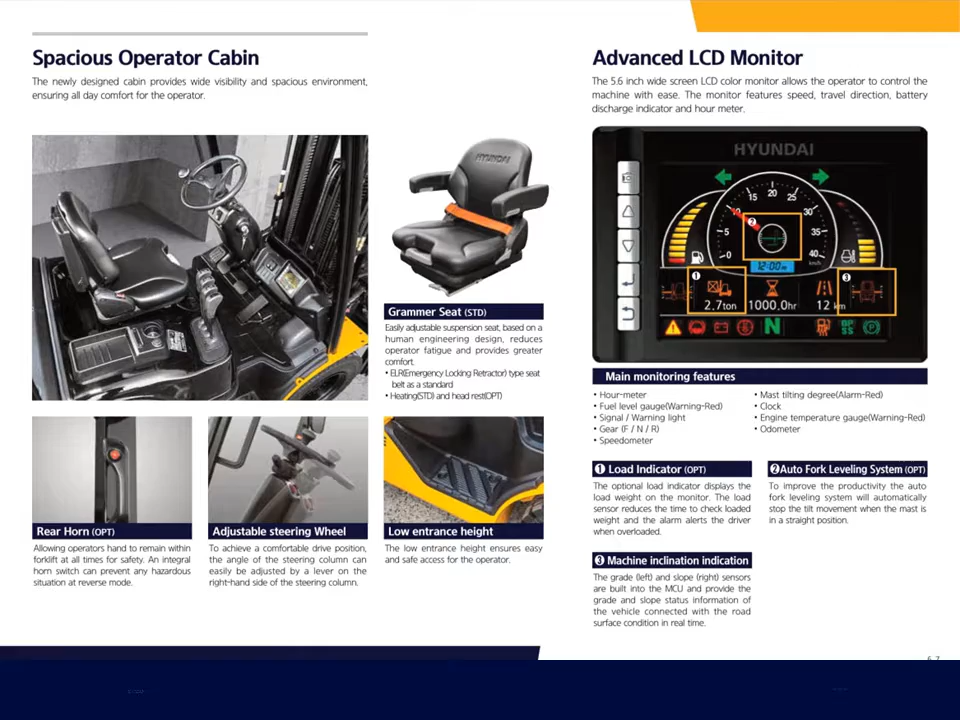 Spacious Operator Cabin
The newly designed cabin provides wide visibility and spacious environment,
ensuring all day comfort for the operator.
HYUNDAI
Grammer Seat (STD)
Easily adjustable suspension seat, based on a
human engineering design, reduces
operator fatigue and provides greater
comfort.
• ELR(Emergency Locking Retractor) type seat
belt as a standard
• Heating(STD) and head rest(OPT)
Rear Horn (OPT)
Allowing operators hand to remain within
forklift at all times for safety. An integral
horn switch can prevent any hazardous
situation at reverse mode.
Adjustable steering Wheel
To achieve a comfortable drive position,
the angle of the steering column can
easily be adjusted by a lever on the
right-hand side of the steering column.
Low entrance height
The low entrance height ensures easy
and safe access for the operator.
Advanced LCD Monitor
The 5.6 inch wide screen LCD color monitor allows the operator to control the
machine with ease. The monitor features speed, travel direction, battery
discharge indicator and hour meter.
HYUNDAI
0 5 10 15 20 25 30 35 40
km/h
❷
12:00
❶
❸
2.7ton
1000.0hr
12 km
N
P
Main monitoring features
• Hour-meter
• Fuel level gauge(Warning-Red)
• Signal / Warning light
• Gear (F / N / R)
• Speedometer
• Mast tilting degree(Alarm-Red)
• Clock
• Engine temperature gauge(Warning-Red)
• Odometer
❶ Load Indicator (OPT)
The optional load indicator displays the
load weight on the monitor. The load
sensor reduces the time to check loaded
weight and the alarm alerts the driver
when overloaded.
❷Auto Fork Leveling System (OPT)
To improve the productivity the auto
fork leveling system will automatically
stop the tilt movement when the mast is
in a straight position.
❸ Machine inclination indication
The grade (left) and slope (right) sensors
are built into the MCU and provide the
grade and slope status information of
the vehicle connected with the road
surface condition in real time.